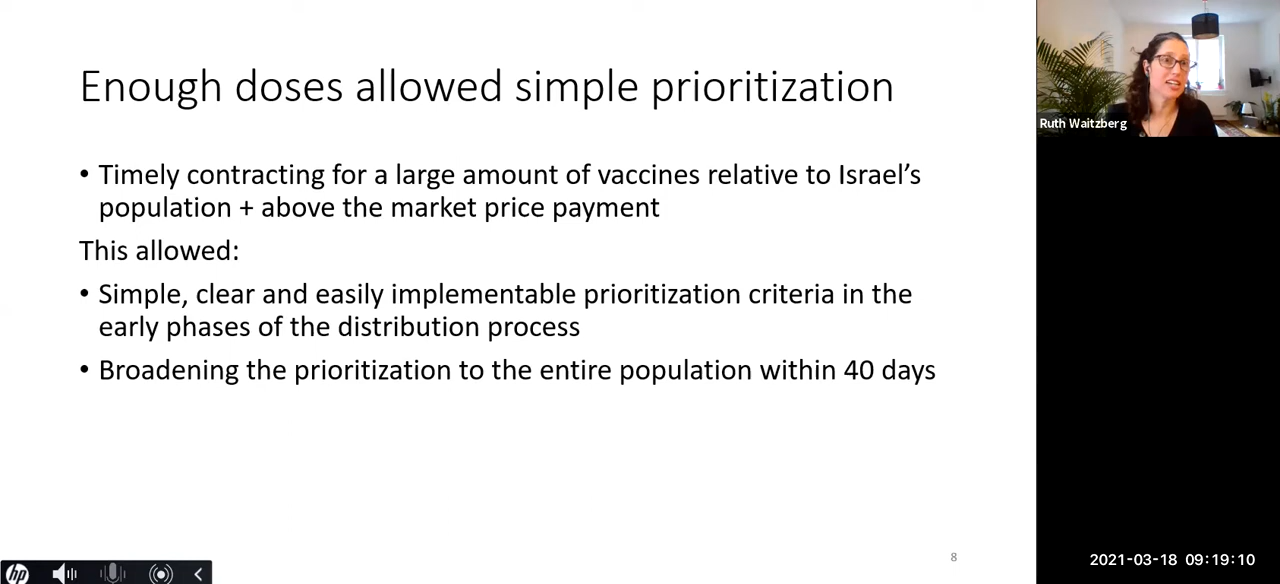 Enough doses allowed simple prioritization
• Timely contracting for a large amount of vaccines relative to Israel’s
population + above the market price payment
This allowed:
• Simple, clear and easily implementable prioritization criteria in the
early phases of the distribution process
• Broadening the prioritization to the entire population within 40 days
8
hp
Ruth Waitzberg
2021-03-18 09:19:10